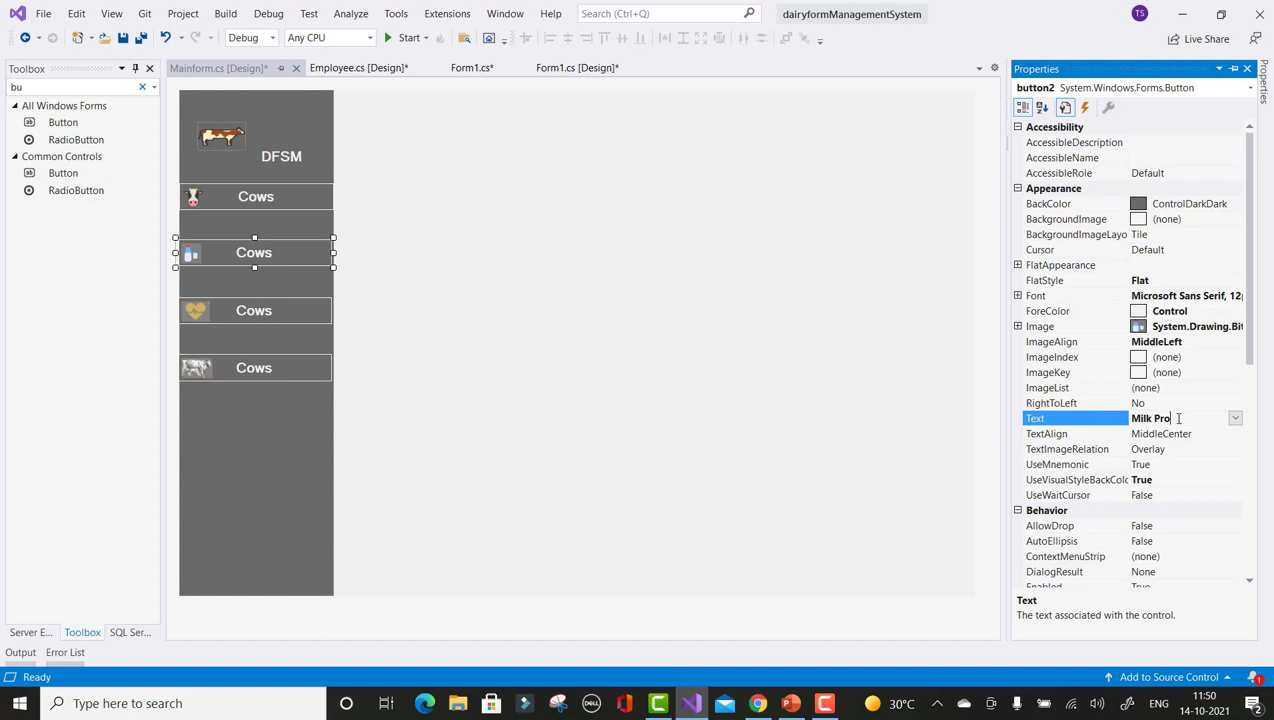 File Edit View Git Project Build Debug Test Analyze Tools Extensions Window Help Search (Ctrl+Q) dairyformManagementSystem TS
Debug Any CPU Start Live Share
Toolbox
Mainform.cs [Design]* Employee.cs [Design]* Form1.cs* Form1.cs [Design]*
Properties
bu
button2 System.Windows.Forms.Button
All Windows Forms
Button
RadioButton
Common Controls
Button
RadioButton
DFSM
Cows
Cows
Cows
Cows
Accessibility
AccessibleDescription
AccessibleName
AccessibleRole Default
Appearance
BackColor ControlDarkDark
BackgroundImage (none)
BackgroundImageLayo Tile
Cursor Default
FlatAppearance
FlatStyle Flat
Font Microsoft Sans Serif, 12p
ForeColor Control
Image System.Drawing.Bit
ImageAlign MiddleLeft
ImageIndex (none)
ImageKey (none)
ImageList (none)
RightToLeft No
Text Milk Pro
TextAlign MiddleCenter
TextImageRelation Overlay
UseMnemonic True
UseVisualStyleBackColo True
UseWaitCursor False
Behavior
AllowDrop False
AutoEllipsis False
ContextMenuStrip (none)
DialogResult None
Enabled True
Text
The text associated with the control.
Properties
Server E... Toolbox SQL Ser...
Output Error List
Ready Add to Source Control 1
Type here to search DELL 30°C ENG 11:50
14-10-2021 2